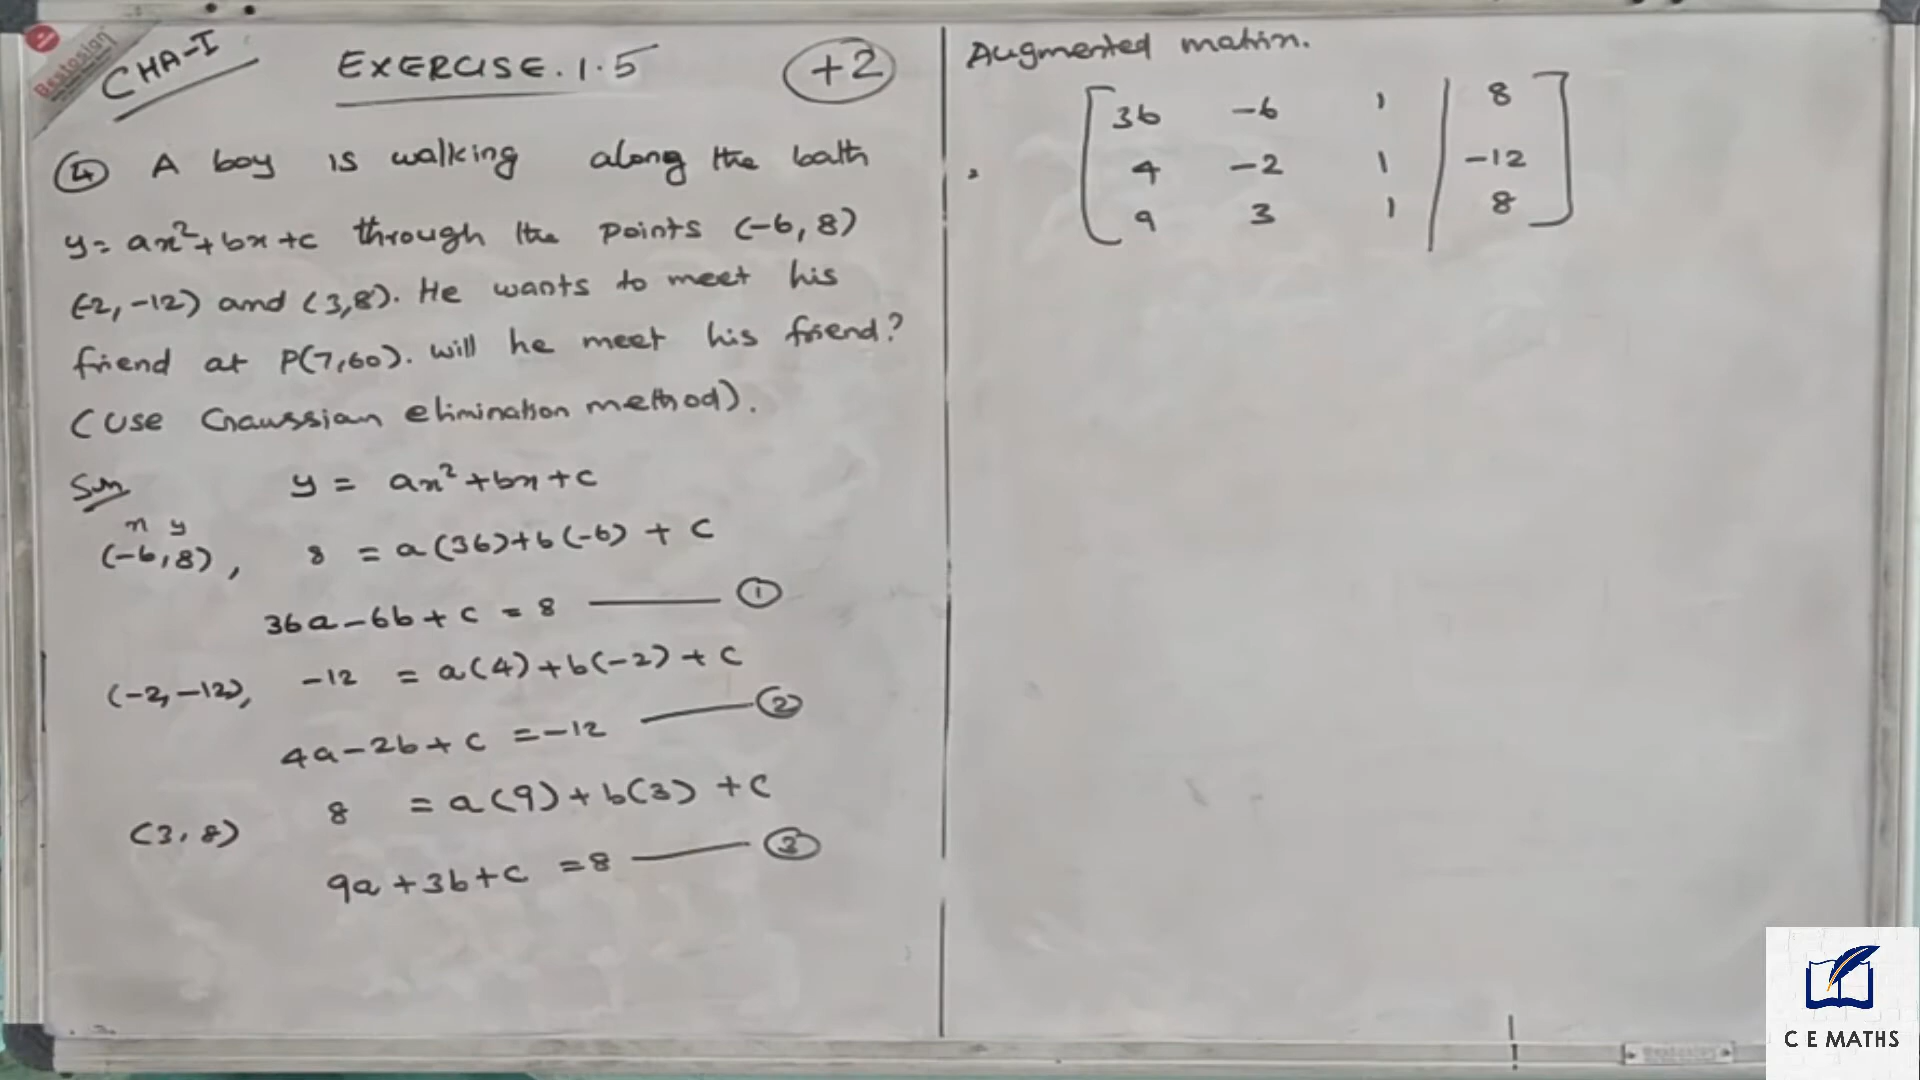 CHA-I
EXERCISE. 1.5
+2
④ A boy is walking along the bath
y = ax²+bx+c through the points (-6, 8)
(-2, -12) and (3,8). He wants to meet his
friend at P(7,60). will he meet his friend?
(Use Gaussian elimination method).
Soln
y = ax²+bx+c
x y
(-6,8), 8 = a(36)+b(-6) + c
36a-6b+c = 8 ——— ①
(-2,-12), -12 = a(4)+b(-2)+c
4a-2b+c = -12 ——— ②
(3, 8) 8 = a(9)+b(3)+c
9a+3b+c = 8 ——— ③
Augmented matrix.
36 -6 1 | 8
4 -2 1 | -12
9 3 1 | 8
C E MATHS